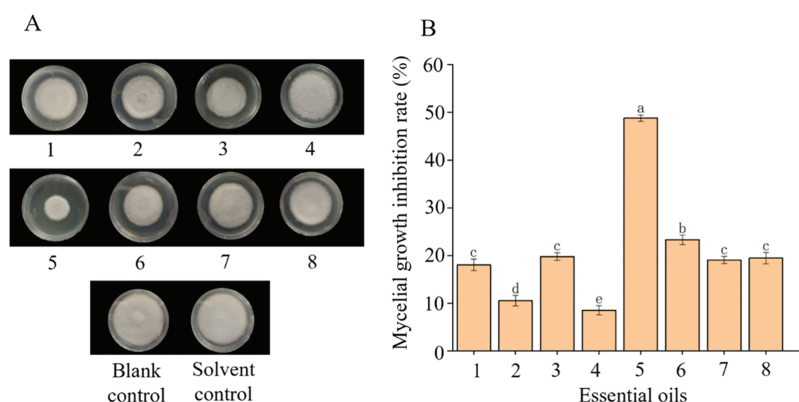 A
1 2 3 4
5 6 7 8
Blank
control
Solvent
control
B
Mycelial growth inhibition rate (%)
60
50
40
30
20
10
0
c d c e a b c c
1 2 3 4 5 6 7 8
Essential oils